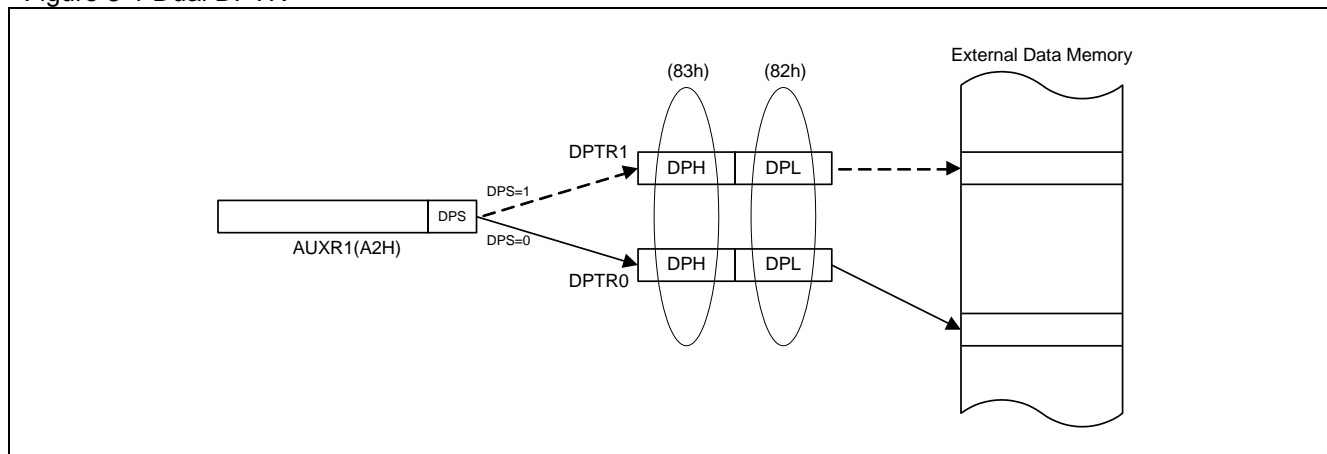 External Data Memory
(83h) (82h)
DPTR1
DPH DPL
DPS=1
DPS
AUXR1(A2H)
DPS=0
DPH DPL
DPTR0